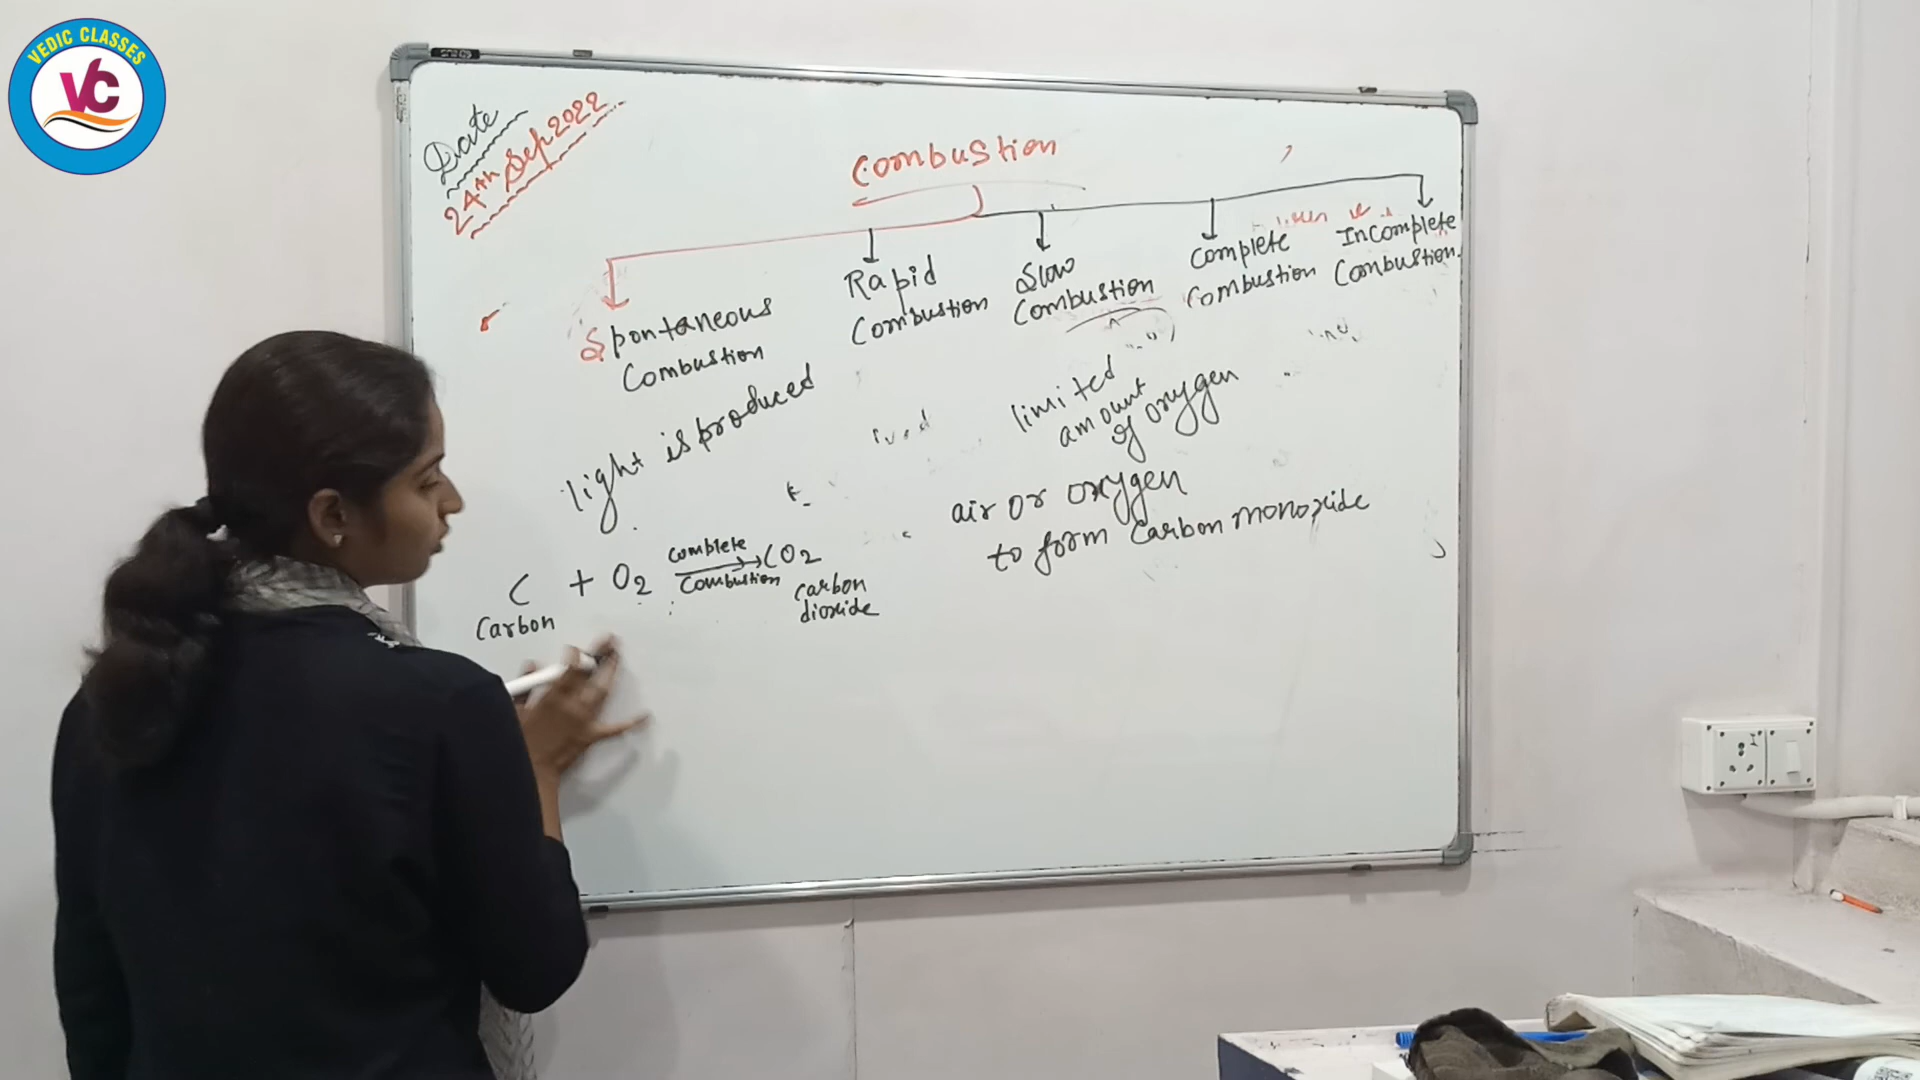 VEDIC CLASSES
VC
Date
24th Sep 2022
Combustion
Spontaneous
Combustion
Rapid
Combustion
Slow
Combustion
Complete
Combustion
Incomplete
Combustion.
light is produced
limited
amount
of oxygen
air or oxygen
to form Carbon monoxide
C + O2 complete combustion → CO2
Carbon
carbon
dioxide